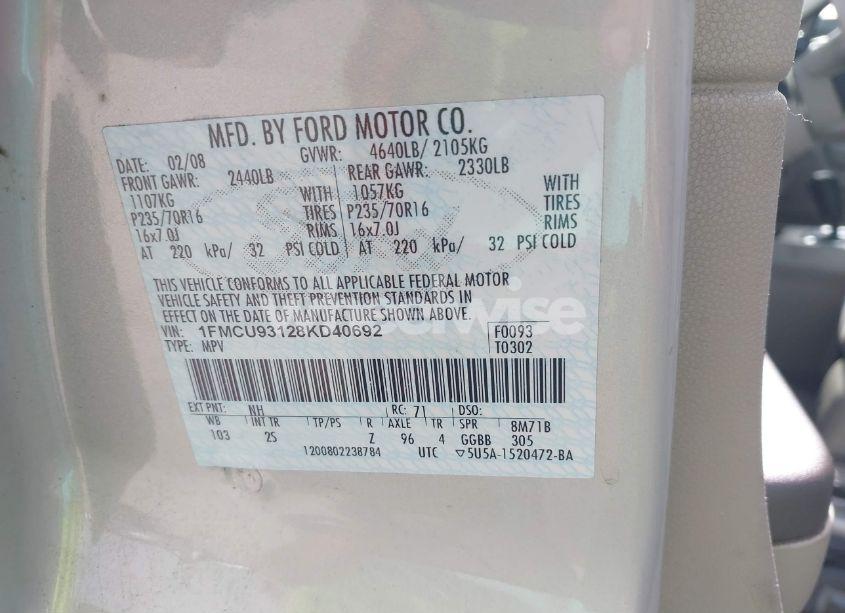 MFD. BY FORD MOTOR CO.
DATE: 02/08 GVWR: 4640LB/ 2105KG
FRONT GAWR: 2440LB REAR GAWR: 2330LB
1107KG WITH 1057KG WITH
P235/70R16 TIRES P235/70R16 TIRES
16x7.0J RIMS 16x7.0J RIMS
AT 220 kPa/ 32 PSI COLD AT 220 kPa/ 32 PSI COLD
THIS VEHICLE CONFORMS TO ALL APPLICABLE FEDERAL MOTOR
VEHICLE SAFETY AND THEFT PREVENTION STANDARDS IN
EFFECT ON THE DATE OF MANUFACTURE SHOWN ABOVE.
VIN: 1FMCU93128KD40692 F0093
TYPE: MPV T0302
EXT PNT: NH RC: 71 DSO:
WB INT TR TP/PS R AXLE TR SPR 8M71B
103 2S Z 96 4 GGBB 305
1200802238784 UTC ▽5U5A-1520472-BA